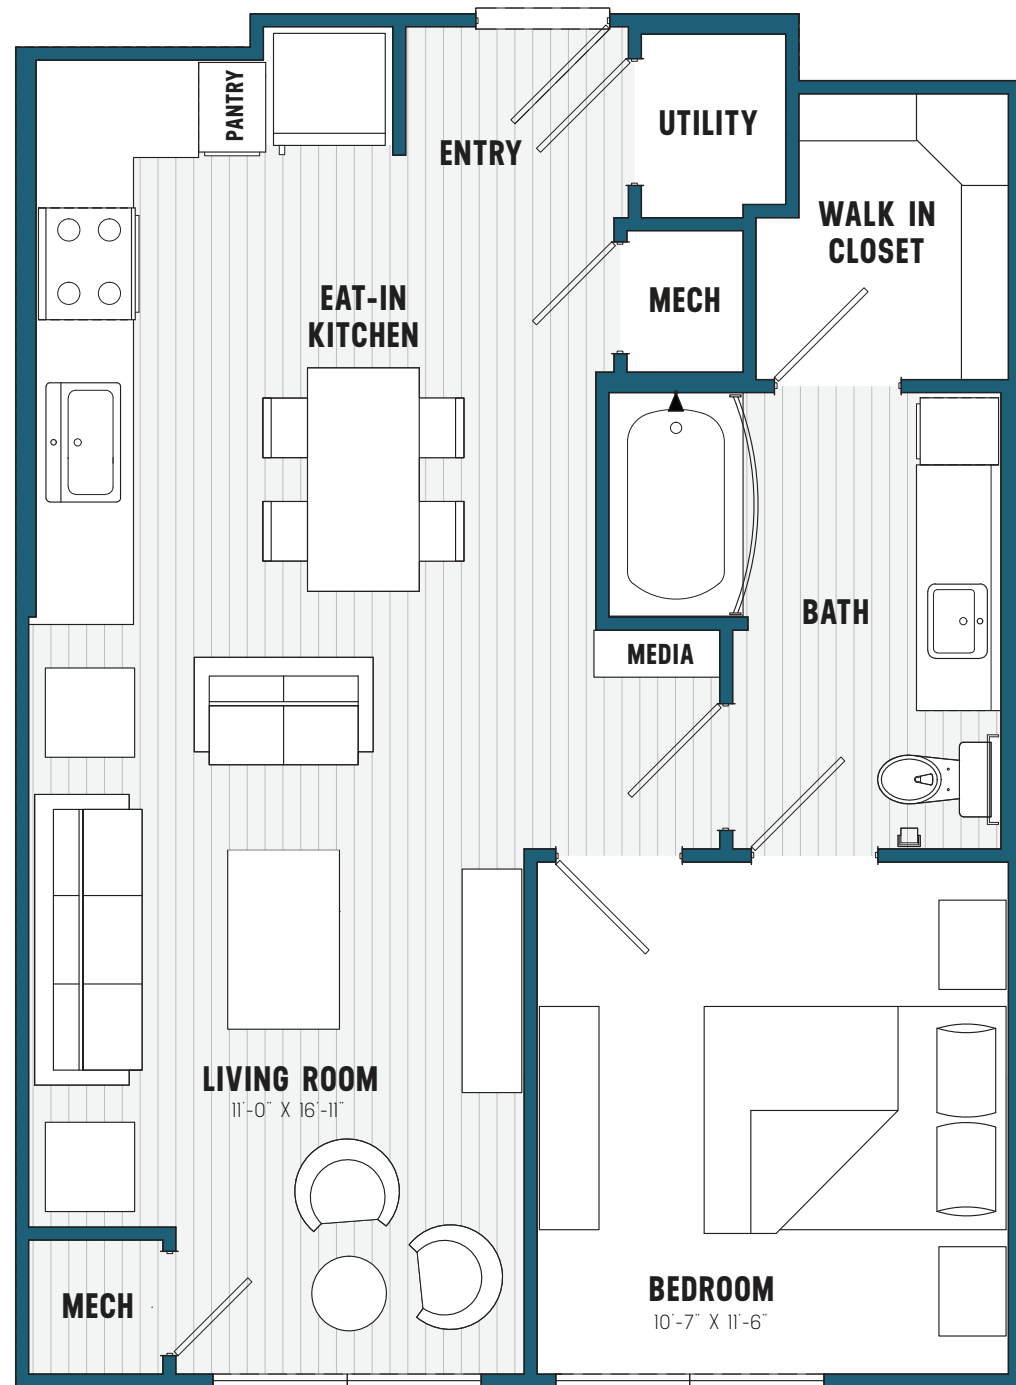 PANTRY
UTILITY
ENTRY
WALK IN
CLOSET
EAT-IN
KITCHEN
MECH
BATH
MEDIA
LIVING ROOM
11'-0" X 16'-11"
BEDROOM
10'-7" X 11'-6"
MECH